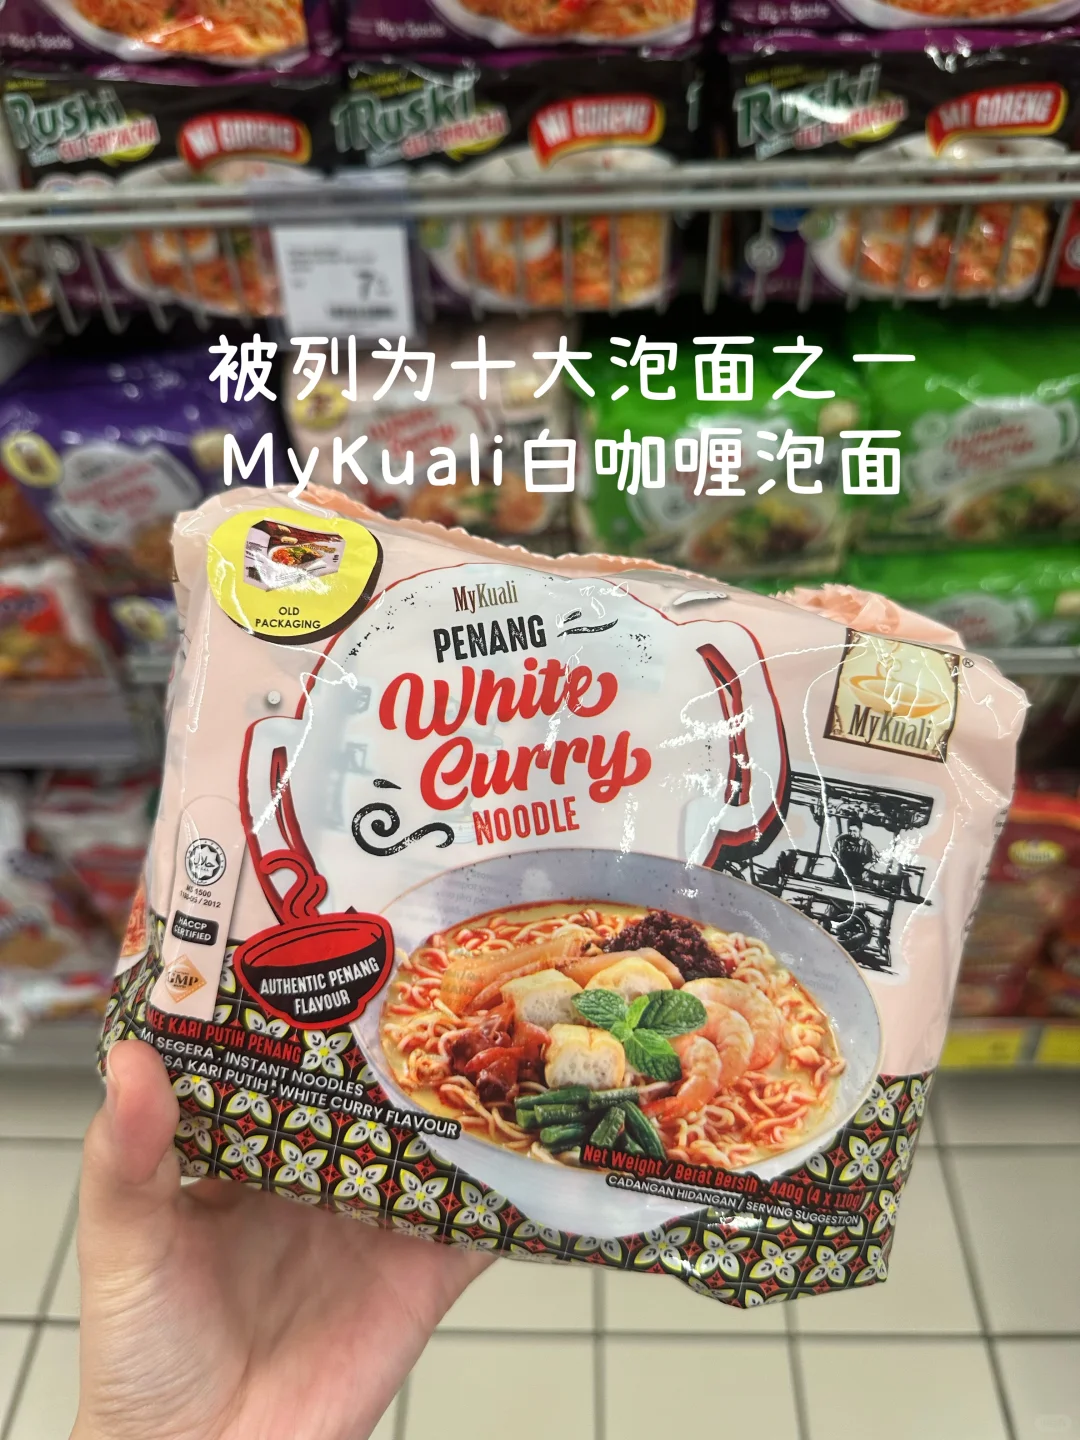 Ruski
MI GORENG
Ruski
MI GORENG
Ruski
MI GORENG
7
被列为十大泡面之一
MyKuali白咖喱泡面
OLD
PACKAGING
MyKuali
PENANG
White
Curry
NOODLE
MyKuali
®
MS 1500
HACCP
CERTIFIED
GMP
AUTHENTIC PENANG
FLAVOUR
MEE KARI PUTIH PENANG
MI SEGERA . INSTANT NOODLES
KARI PUTIH . WHITE CURRY FLAVOUR
Net Weight / Berat Bersih : 440g (4 x 110g)
CADANGAN HIDANGAN / SERVING SUGGESTION